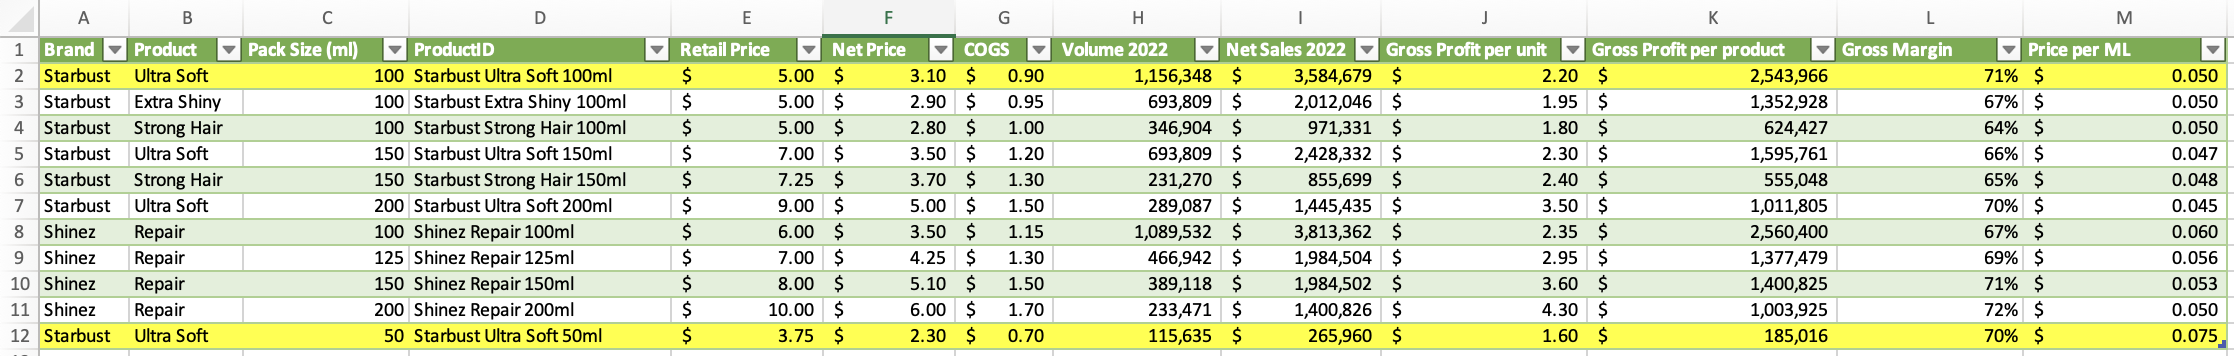 A B C D E F G H I J K L M
1 Brand Product Pack Size (ml) ProductID Retail Price Net Price COGS Volume 2022 Net Sales 2022 Gross Profit per unit Gross Profit per product Gross Margin Price per ML
2 Starbust Ultra Soft 100 Starbust Ultra Soft 100ml $ 5.00 $ 3.10 $ 0.90 1,156,348 $ 3,584,679 $ 2.20 $ 2,543,966 71% $ 0.050
3 Starbust Extra Shiny 100 Starbust Extra Shiny 100ml $ 5.00 $ 2.90 $ 0.95 693,809 $ 2,012,046 $ 1.95 $ 1,352,928 67% $ 0.050
4 Starbust Strong Hair 100 Starbust Strong Hair 100ml $ 5.00 $ 2.80 $ 1.00 346,904 $ 971,331 $ 1.80 $ 624,427 64% $ 0.050
5 Starbust Ultra Soft 150 Starbust Ultra Soft 150ml $ 7.00 $ 3.50 $ 1.20 693,809 $ 2,428,332 $ 2.30 $ 1,595,761 66% $ 0.047
6 Starbust Strong Hair 150 Starbust Strong Hair 150ml $ 7.25 $ 3.70 $ 1.30 231,270 $ 855,699 $ 2.40 $ 555,048 65% $ 0.048
7 Starbust Ultra Soft 200 Starbust Ultra Soft 200ml $ 9.00 $ 5.00 $ 1.50 289,087 $ 1,445,435 $ 3.50 $ 1,011,805 70% $ 0.045
8 Shinez Repair 100 Shinez Repair 100ml $ 6.00 $ 3.50 $ 1.15 1,089,532 $ 3,813,362 $ 2.35 $ 2,560,400 67% $ 0.060
9 Shinez Repair 125 Shinez Repair 125ml $ 7.00 $ 4.25 $ 1.30 466,942 $ 1,984,504 $ 2.95 $ 1,377,479 69% $ 0.056
10 Shinez Repair 150 Shinez Repair 150ml $ 8.00 $ 5.10 $ 1.50 389,118 $ 1,984,502 $ 3.60 $ 1,400,825 71% $ 0.053
11 Shinez Repair 200 Shinez Repair 200ml $ 10.00 $ 6.00 $ 1.70 233,471 $ 1,400,826 $ 4.30 $ 1,003,925 72% $ 0.050
12 Starbust Ultra Soft 50 Starbust Ultra Soft 50ml $ 3.75 $ 2.30 $ 0.70 115,635 $ 265,960 $ 1.60 $ 185,016 70% $ 0.075